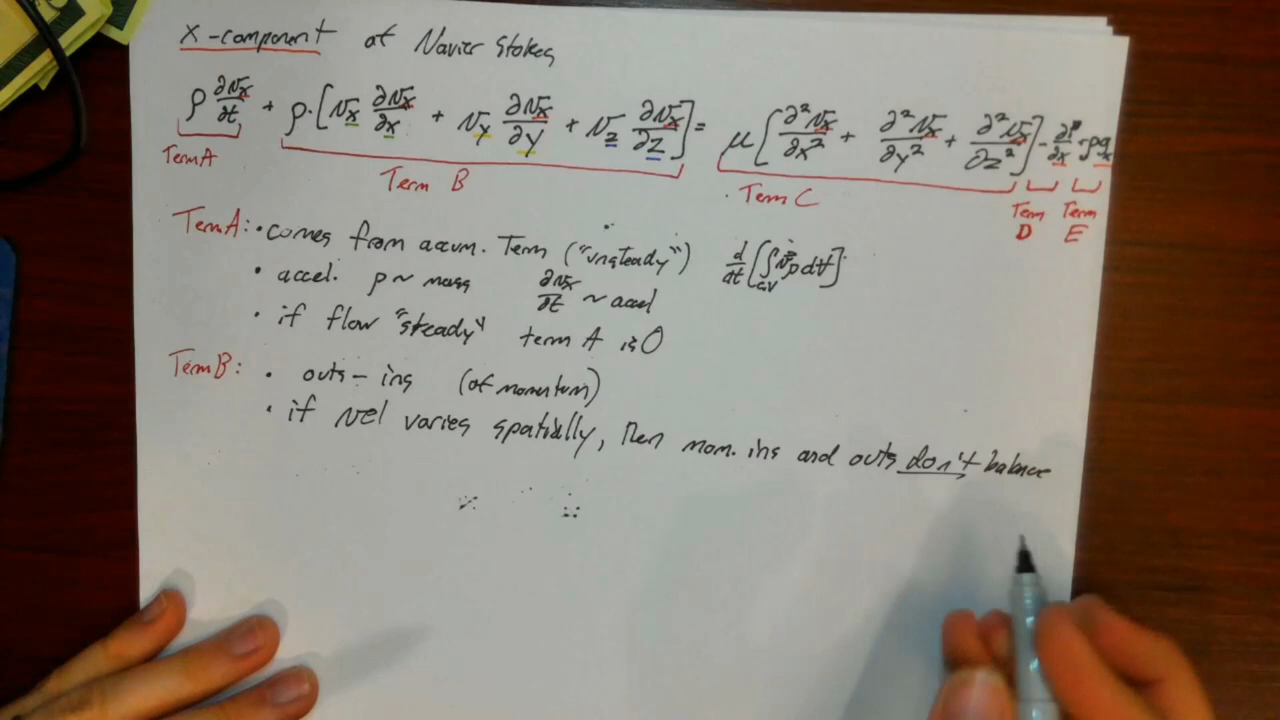 x-component of Navier Stokes
ρ ∂Vx/∂t + ρ·[Vx ∂Vx/∂x + Vy ∂Vx/∂y + Vz ∂Vx/∂z] = μ[∂²Vx/∂x² + ∂²Vx/∂y² + ∂²Vx/∂z²] - ∂P/∂x + ρgx
Term A
Term B
Term C
Term D
Term E
Term A: • comes from accum. Term ("unsteady") d/dt[∫cv V⃗ρdV]
• accel. ρ ~ mass ∂Vx/∂t ~ accel
• if flow "steady" term A is 0
Term B: • outs - ins (of momentum)
• if vel varies spatially, then mom. ins and outs don't balance